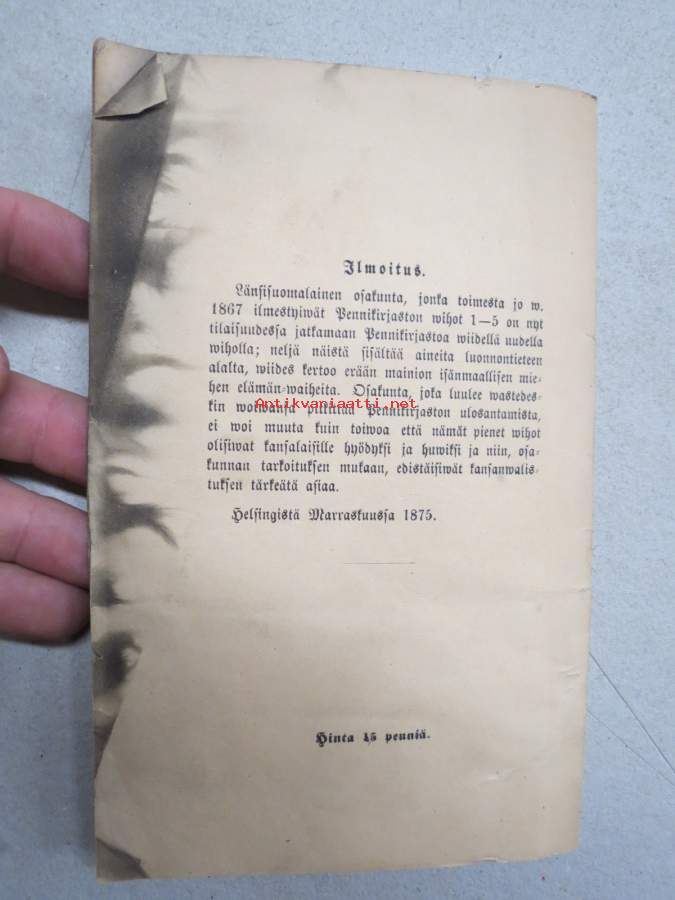 Ilmoitus.
Länsisuomalainen osakunta, jonka toimesta jo w.
1867 ilmestyiwät Pennikirjaston wihot 1—5 on nyt
tilaisuudessa jatkamaan Pennikirjastoa wiidellä uudella
wiholla; neljä näistä sisältää aineita luonnontieteen
alalta, wiides kertoo erään mainion isänmaallisen mie-
hen elämän-waiheita. Osakunta, joka luulee wastedes-
Antikvariaatti.net
kin woiwansa pitkittää Pennikirjaston ulosantamista,
ei woi muuta kuin toiwoa että nämät pienet wihot
olisiwat kansalaisille hyödyksi ja huwiksi ja niin, osa-
kunnan tarkoituksen mukaan, edistäisiwät kansanwalis-
tuksen tärkeätä asiaa.
Helsingistä Marraskuussa 1875.
Hinta 15 penniä.